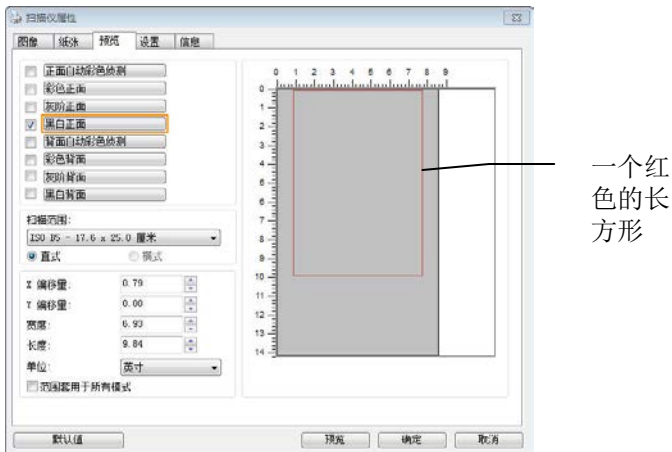 扫描仪属性
图像 纸张 预览 设置 信息
正面自动彩色侦测
彩色正面
灰阶正面
黑白正面
背面自动彩色侦测
彩色背面
灰阶背面
黑白背面
扫描范围:
ISO B5 - 17.6 x 25.0 厘米
直式 横式
X 偏移量: 0.79
Y 偏移量: 0.00
宽度: 6.93
长度: 9.84
单位: 英寸
范围套用于所有模式
0 1 2 3 4 5 6 7 8 9
0
1
2
3
4
5
6
7
8
9
10
11
12
13
14
一个红
色的长
方形
默认值 预览 确定 取消